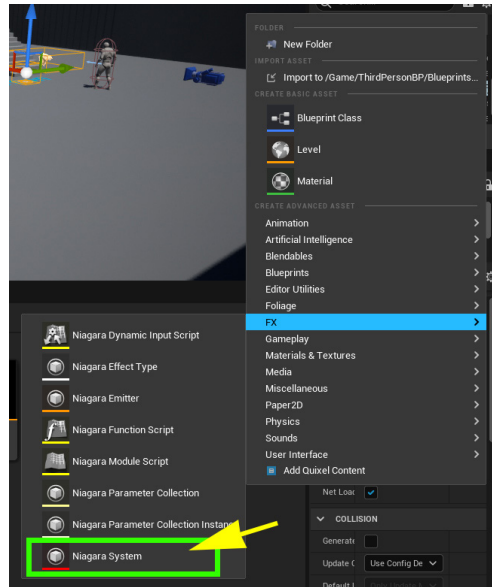 FOLDER
New Folder
IMPORT ASSET
Import to /Game/ThirdPersonBP/Blueprints...
CREATE BASIC ASSET
Blueprint Class
Level
Material
CREATE ADVANCED ASSET
Animation
Artificial Intelligence
Blendables
Blueprints
Editor Utilities
Foliage
FX
Gameplay
Materials & Textures
Media
Miscellaneous
Paper2D
Physics
Sounds
User Interface
Add Quixel Content
Niagara Dynamic Input Script
Niagara Effect Type
Niagara Emitter
Niagara Function Script
Niagara Module Script
Niagara Parameter Collection
Niagara Parameter Collection Instanc
Niagara System
Net Loa
COLLISION
Generate
Update
Use Config De
Default